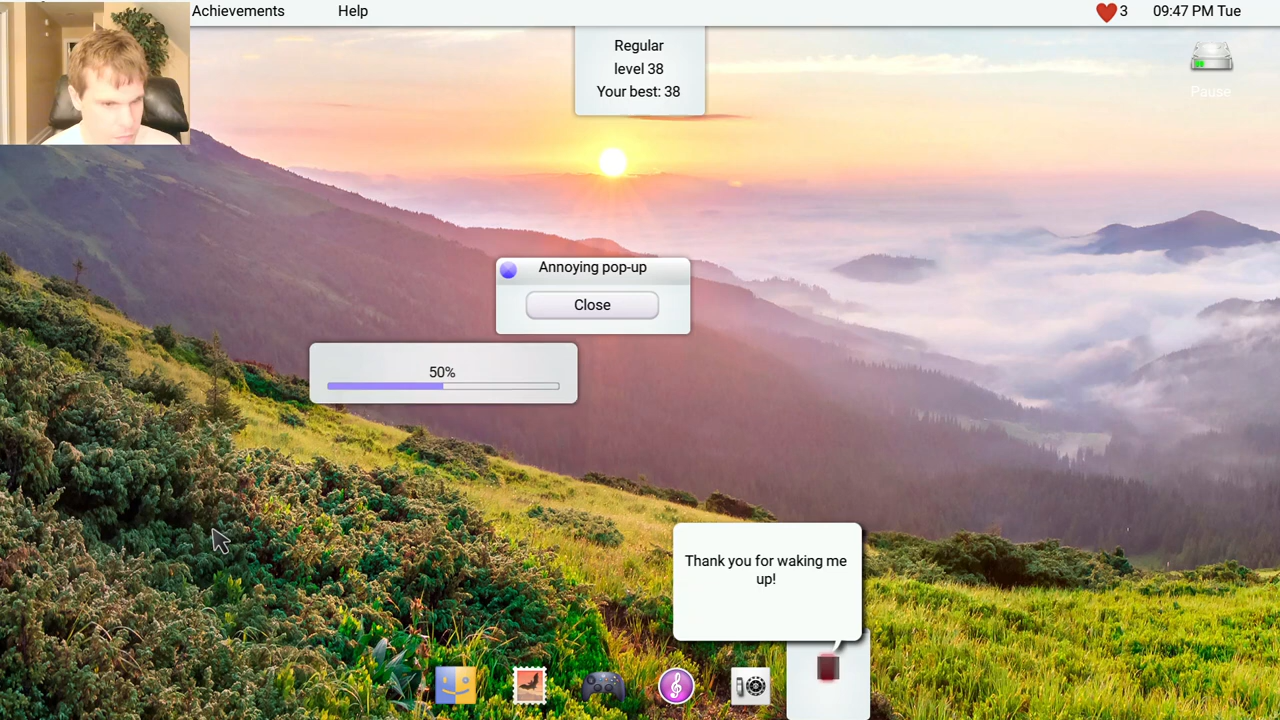 Achievements
Help
3
09:47 PM Tue
Regular
level 38
Your best: 38
Pause
Annoying pop-up
Close
50%
Thank you for waking me
up!